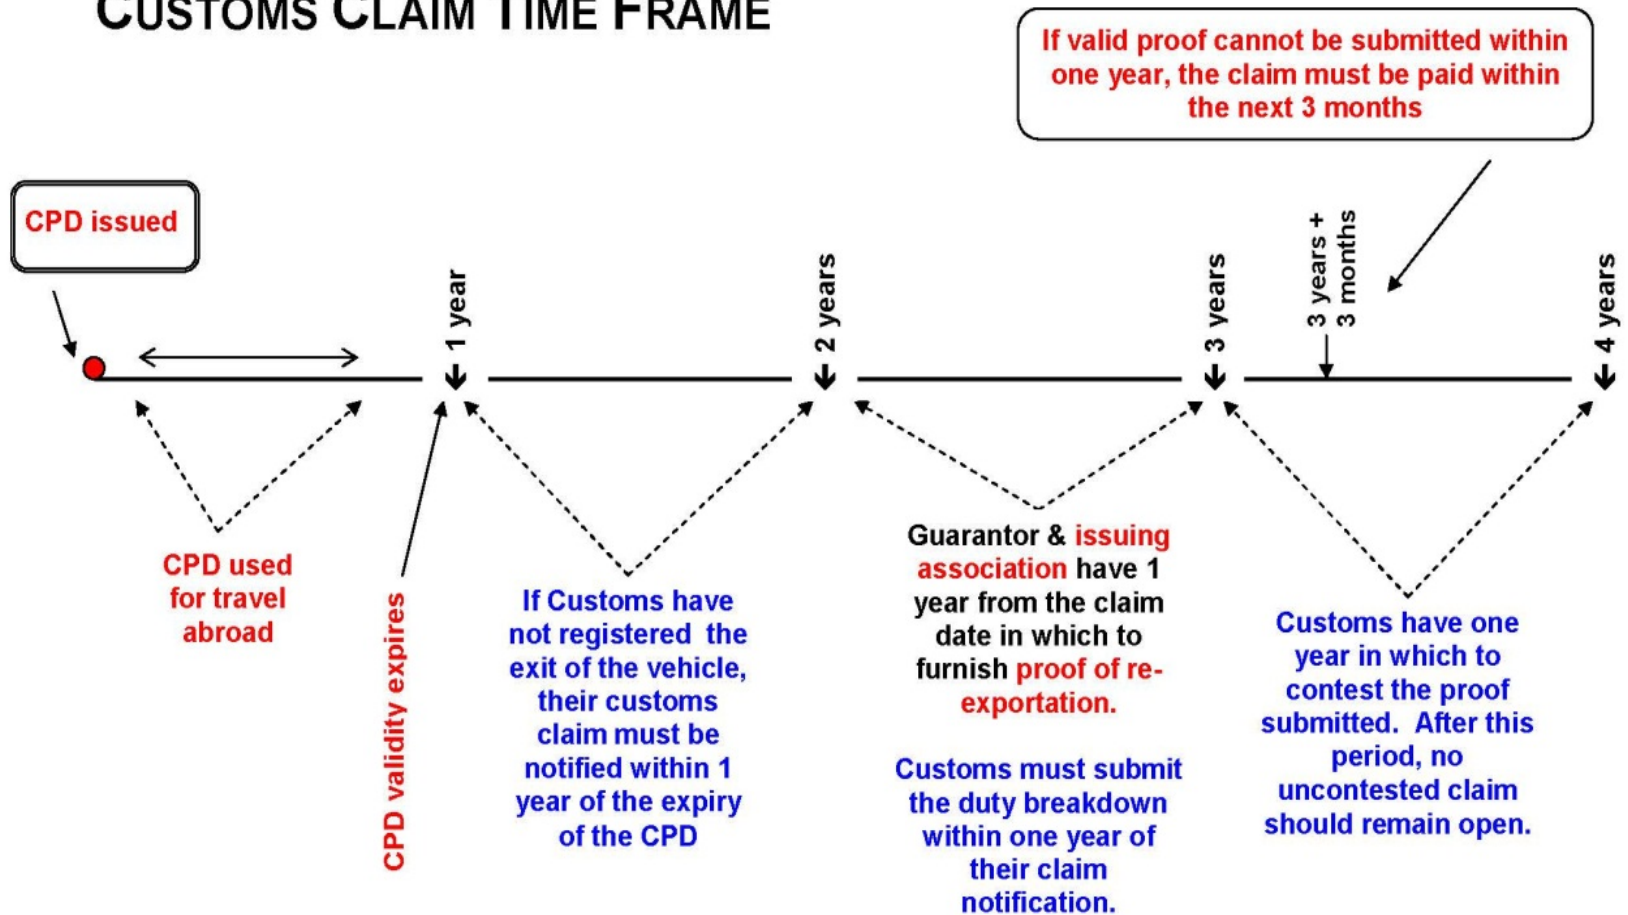 CUSTOMS CLAIM TIME FRAME
If valid proof cannot be submitted within
one year, the claim must be paid within
the next 3 months
CPD issued
1 year
2 years
3 years
3 years +
3 months
4 years
CPD used
for travel
abroad
CPD validity expires
If Customs have
not registered the
exit of the vehicle,
their customs
claim must be
notified within 1
year of the expiry
of the CPD
Guarantor & issuing
association have 1
year from the claim
date in which to
furnish proof of re-
exportation.
Customs must submit
the duty breakdown
within one year of
their claim
notification.
Customs have one
year in which to
contest the proof
submitted. After this
period, no
uncontested claim
should remain open.